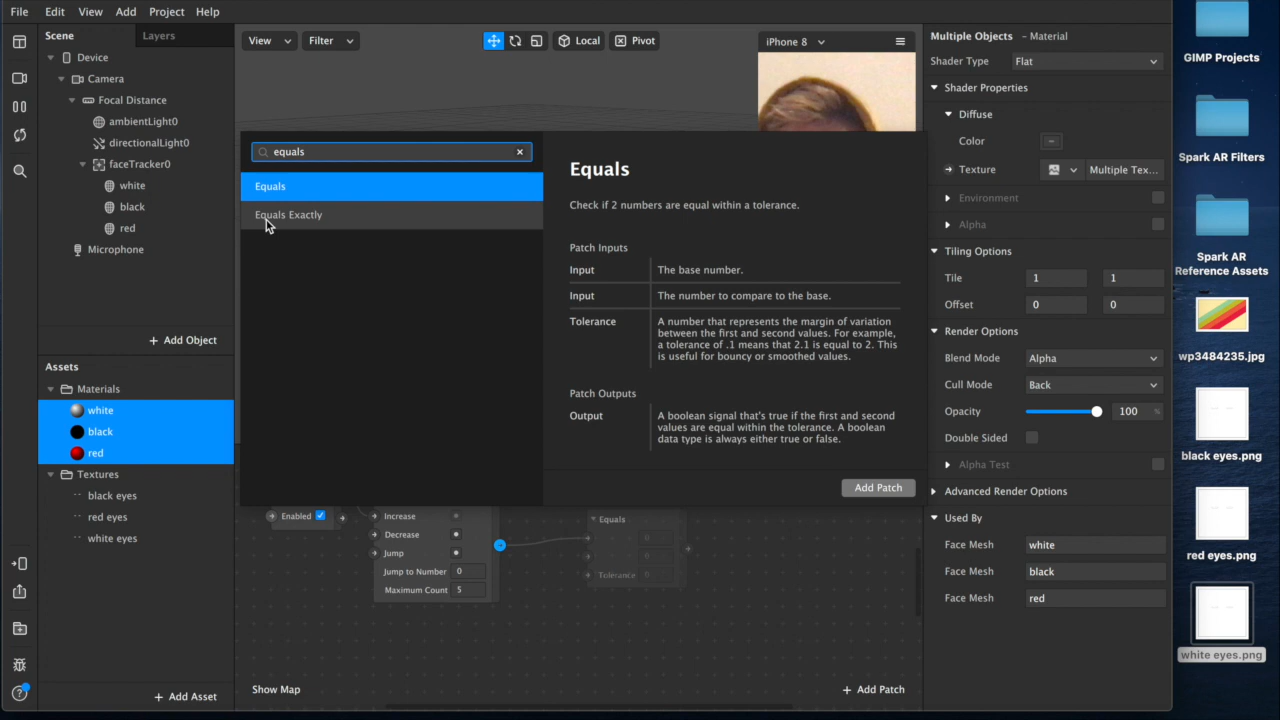 File Edit View Add Project Help
Scene
Layers
Device
Camera
Focal Distance
ambientLight0
directionalLight0
faceTracker0
white
black
red
Microphone
+ Add Object
Assets
Materials
white
black
red
Textures
black eyes
red eyes
white eyes
+ Add Asset
View
Filter
Local
Pivot
iPhone 8
equals
Equals
Equals Exactly
Equals
Check if 2 numbers are equal within a tolerance.
Patch Inputs
Input
The base number.
Input
The number to compare to the base.
Tolerance
A number that represents the margin of variation
between the first and second values. For example,
a tolerance of .1 means that 2.1 is equal to 2. This
is useful for bouncy or smoothed values.
Patch Outputs
Output
A boolean signal that's true if the first and second
values are equal within the tolerance. A boolean
data type is always either true or false.
Add Patch
Enabled
Increase
Decrease
Jump
Jump to Number 0
Maximum Count 5
Equals
0
0
Tolerance 0
Show Map
+ Add Patch
Multiple Objects - Material
Shader Type Flat
Shader Properties
Diffuse
Color
Texture Multiple Tex...
Environment
Alpha
Tiling Options
Tile 1 1
Offset 0 0
Render Options
Blend Mode Alpha
Cull Mode Back
Opacity 100 %
Double Sided
Alpha Test
Advanced Render Options
Used By
Face Mesh white
Face Mesh black
Face Mesh red
GIMP Projects
Spark AR Filters
Spark AR
Reference Assets
wp3484235.jpg
black eyes.png
red eyes.png
white eyes.png